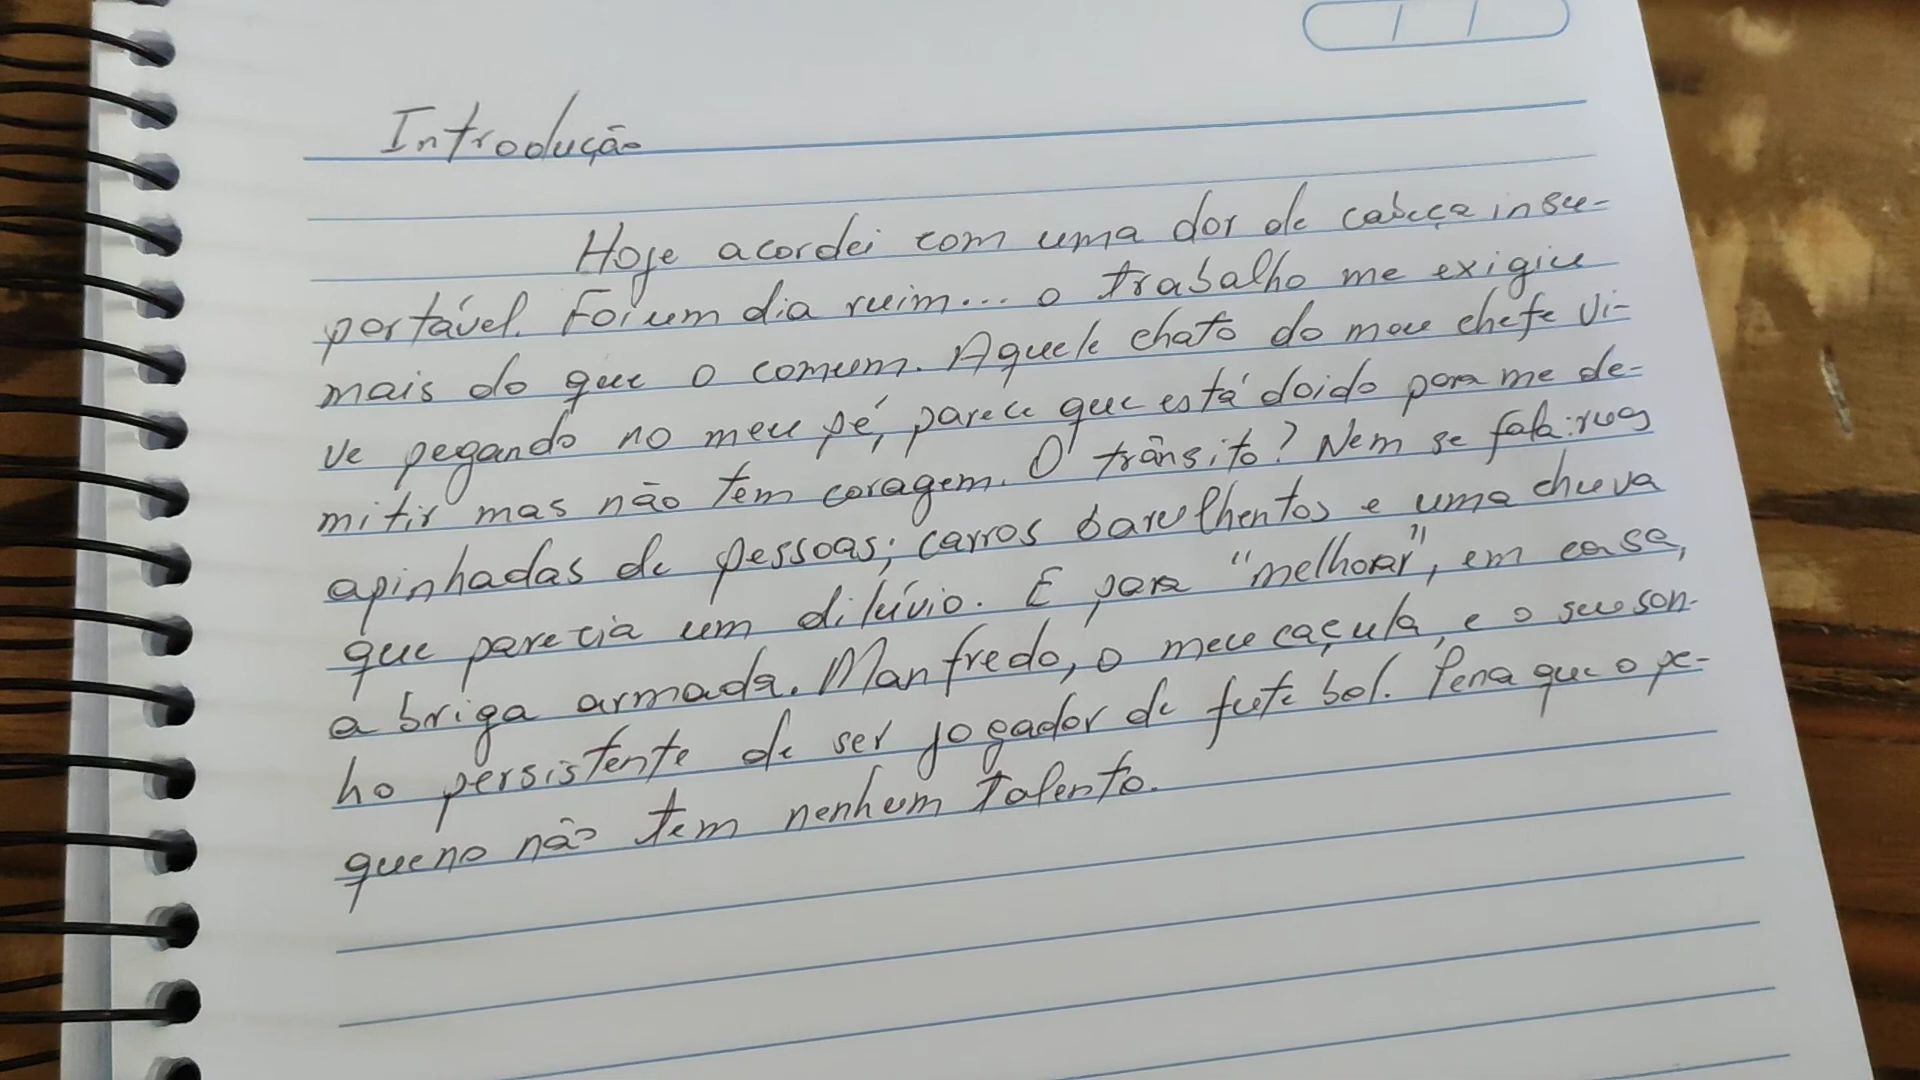 Introdução
Hoje acordei com uma dor de cabeça insu-
portável. Foi um dia ruim... o trabalho me exigiu
mais do que o comum. Aquele chato do meu chefe vi-
ve pegando no meu pé, parece que está doido para me de-
mitir mas não tem coragem. O trânsito? Nem se fala: ruas
apinhadas de pessoas; carros barulhentos e uma chuva
que parecia um dilúvio. E para "melhorar", em casa,
a briga armada. Manfredo, o meu caçula, e o seu son-
ho persistente de ser jogador de futebol. Pena que o pe-
queno não tem nenhum talento.